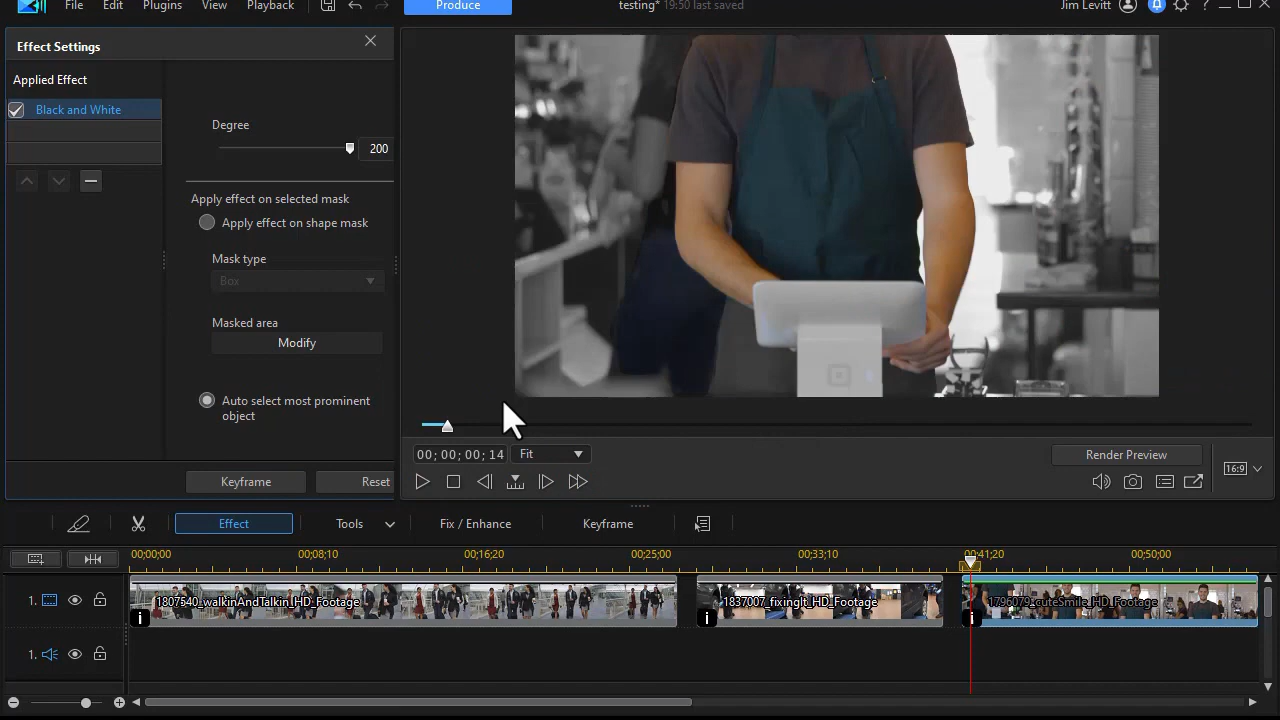 File Edit Plugins View Playback Produce testing* 19:50 last saved Jim Levitt ?
Effect Settings
Applied Effect
Black and White
Degree
200
Apply effect on selected mask
Apply effect on shape mask
Mask type
Box
Masked area
Modify
Auto select most prominent
object
Keyframe Reset
00; 00; 00; 14 Fit Render Preview 16:9
Effect Tools Fix / Enhance Keyframe
00;00;00 00;08;10 00;16;20 00;25;00 00;33;10 00;41;20 00;50;00
1. 1807540_walkinAndTalkin_HD_Footage 1837007_fixingIt_HD_Footage 1796079_cuteSmile_HD_Footage
i i i
1.